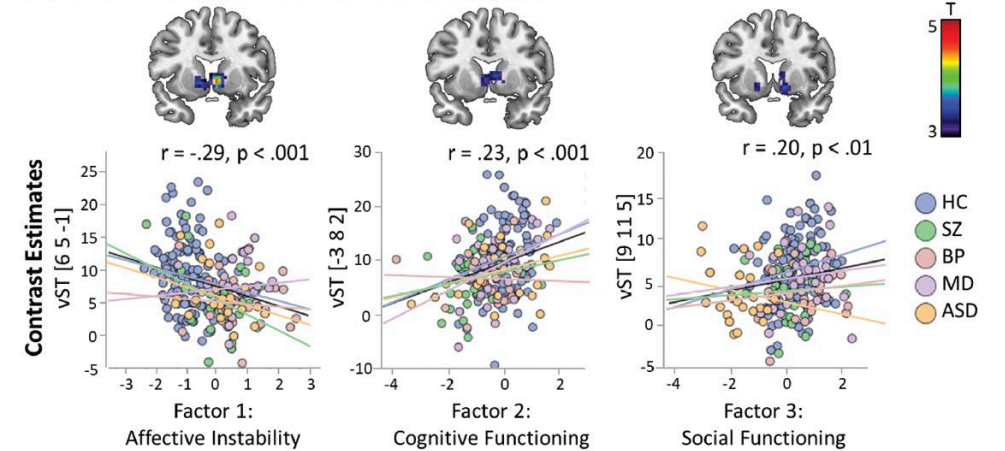 T
5
3
r = -.29, p < .001
r = .23, p < .001
r = .20, p < .01
Contrast Estimates
vST [6 5 -1]
25
20
15
10
5
0
-5
-3 -2 -1 0 1 2 3
Factor 1:
Affective Instability
vST [-3 8 2]
30
20
10
0
-10
-4 -2 0 2
Factor 2:
Cognitive Functioning
vST [9 11 5]
20
15
10
5
0
-5
-4 -2 0 2
Factor 3:
Social Functioning
HC
SZ
BP
MD
ASD